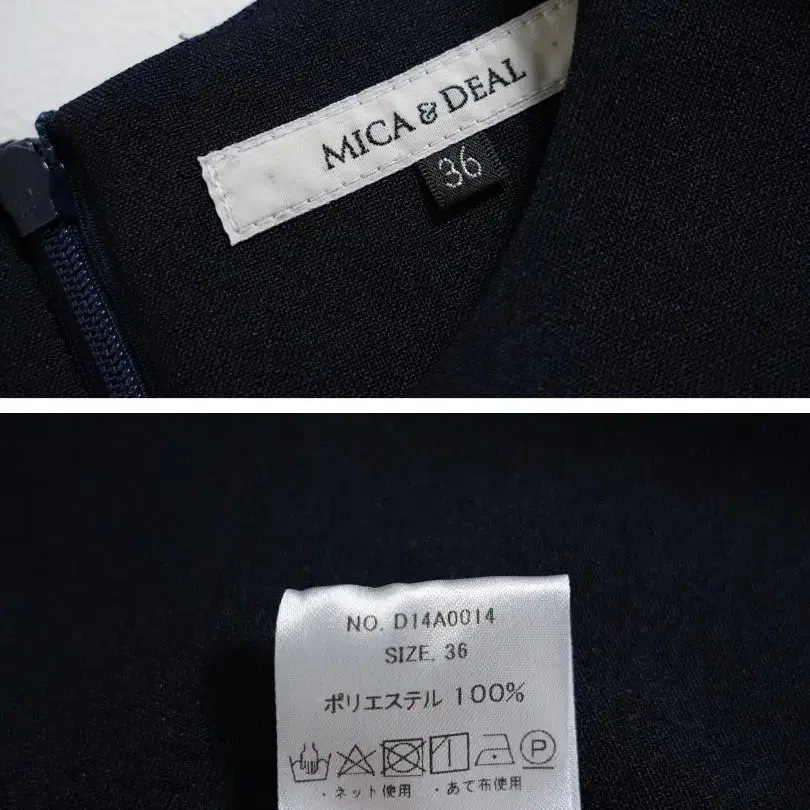 MICA & DEAL
36
NO. D14A0014
SIZE. 36
ポリエステル 100%
P
・ネット使用 ・あて布使用